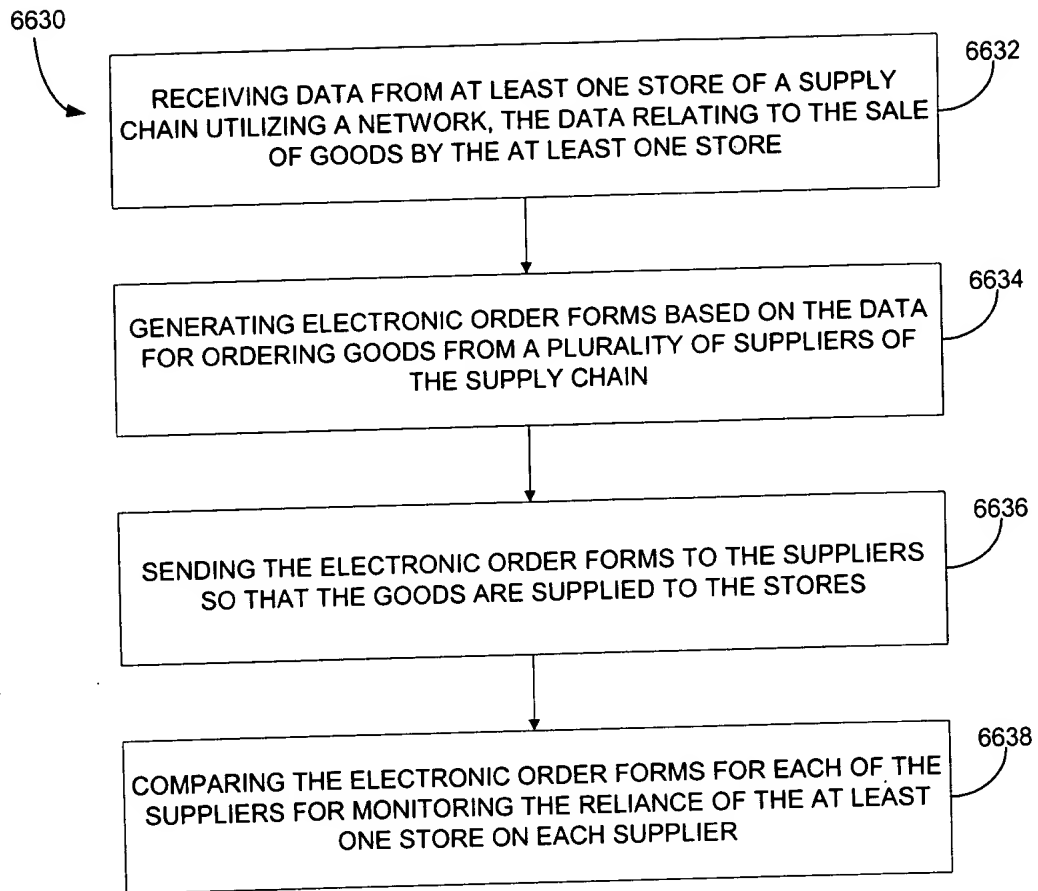 6630
6632
RECEIVING DATA FROM AT LEAST ONE STORE OF A SUPPLY
CHAIN UTILIZING A NETWORK, THE DATA RELATING TO THE SALE
OF GOODS BY THE AT LEAST ONE STORE
6634
GENERATING ELECTRONIC ORDER FORMS BASED ON THE DATA
FOR ORDERING GOODS FROM A PLURALITY OF SUPPLIERS OF
THE SUPPLY CHAIN
6636
SENDING THE ELECTRONIC ORDER FORMS TO THE SUPPLIERS
SO THAT THE GOODS ARE SUPPLIED TO THE STORES
6638
COMPARING THE ELECTRONIC ORDER FORMS FOR EACH OF THE
SUPPLIERS FOR MONITORING THE RELIANCE OF THE AT LEAST
ONE STORE ON EACH SUPPLIER